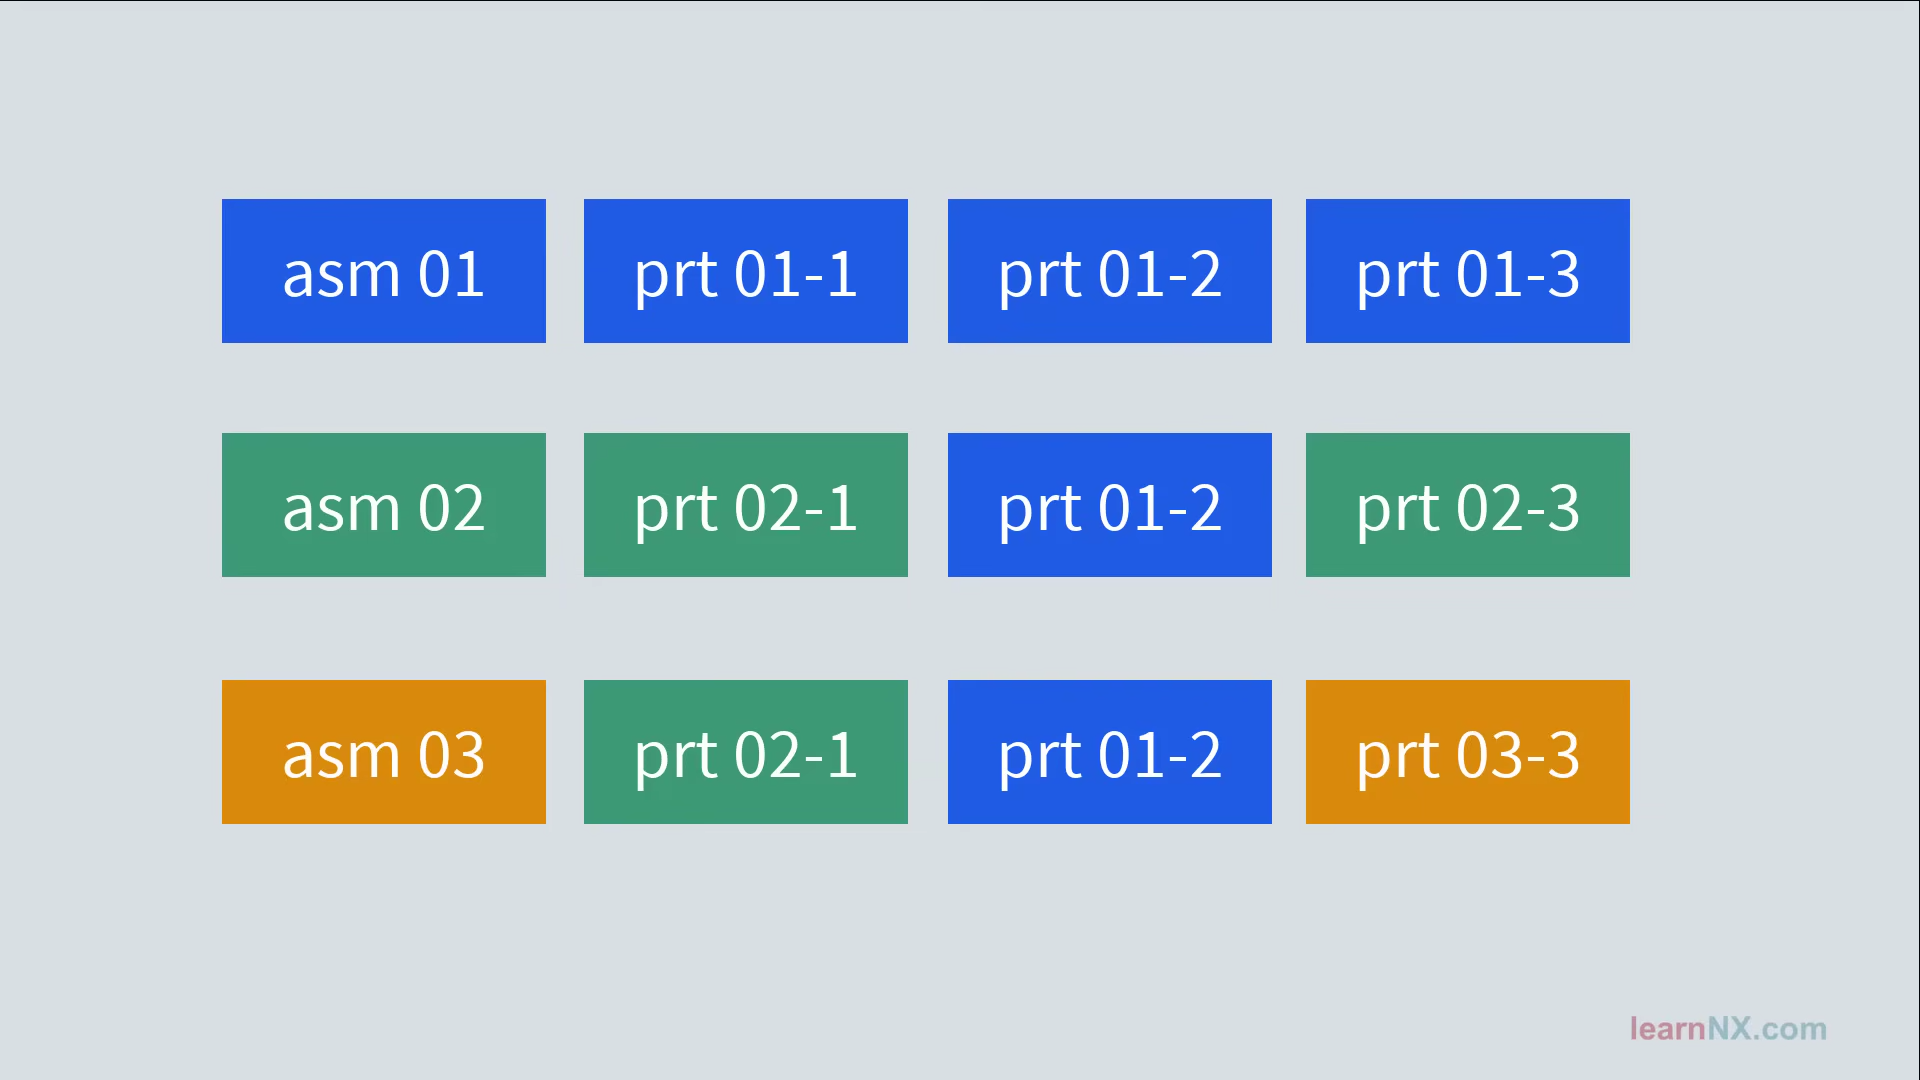 asm 01 prt 01-1 prt 01-2 prt 01-3
asm 02 prt 02-1 prt 01-2 prt 02-3
asm 03 prt 02-1 prt 01-2 prt 03-3
learnNX.com